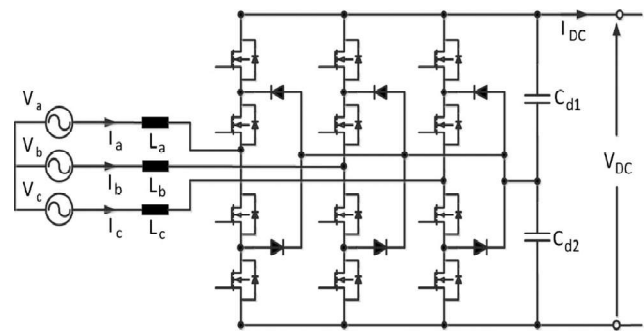 I_DC
V_a
I_a
L_a
C_d1
V_b
I_b
L_b
V_DC
V_c
I_c
L_c
C_d2